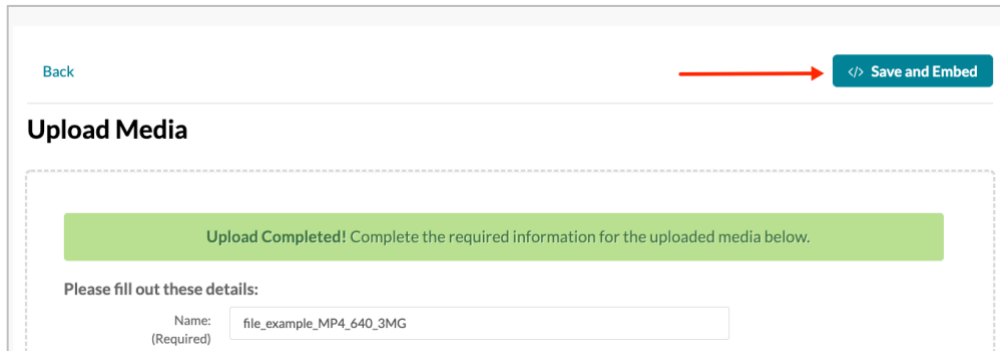 Back
</> Save and Embed
Upload Media
Upload Completed! Complete the required information for the uploaded media below.
Please fill out these details:
Name:
(Required)
file_example_MP4_640_3MG